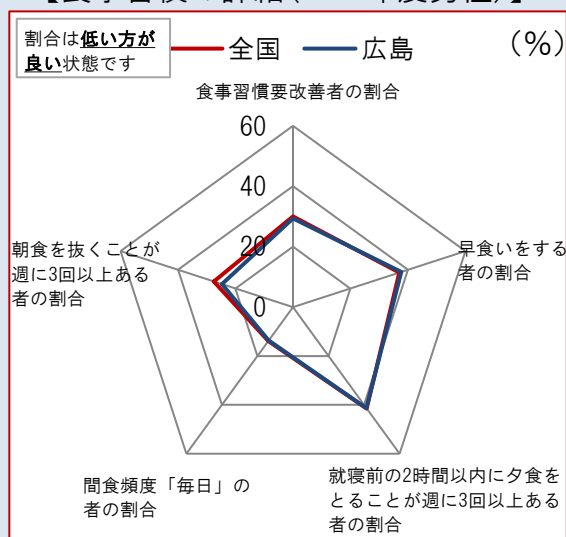 割合は低い方が
良い状態です
全国
広島
(%)
食事習慣要改善者の割合
60
40
20
0
朝食を抜くことが
週に3回以上ある
者の割合
早食いをする
者の割合
間食頻度「毎日」の
者の割合
就寝前の2時間以内に夕食を
とることが週に3回以上ある
者の割合